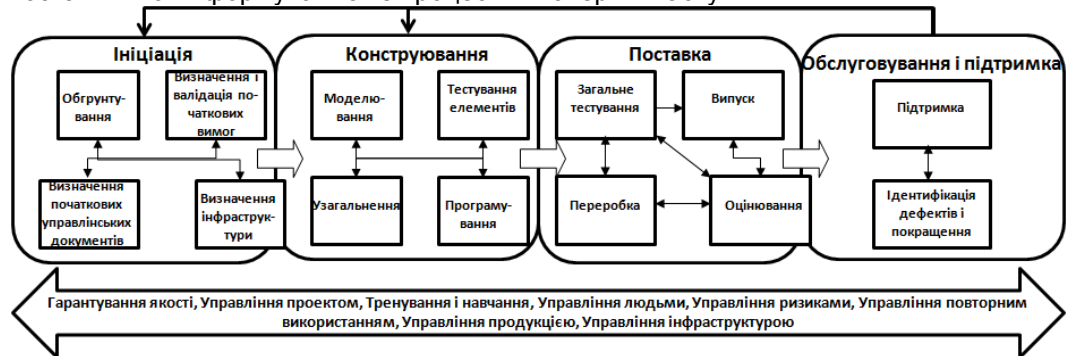 Ініціація
Обгрунту-
вання
Визначення і
валідація по-
чаткових
вимог
Визначення
початкових
управлінських
документів
Визначення
інфраструк-
тури
Конструювання
Моделю-
вання
Тестування
елементів
Узагальнення
Програму-
вання
Поставка
Загальне
тестування
Випуск
Переробка
Оцінювання
Обслуговування і підтримка
Підтримка
Ідентифікація
дефектів і
покращення
Гарантування якості, Управління проектом, Тренування і навчання, Управління людьми, Управління ризиками, Управління повторним
використанням, Управління продукцією, Управління інфраструктурою